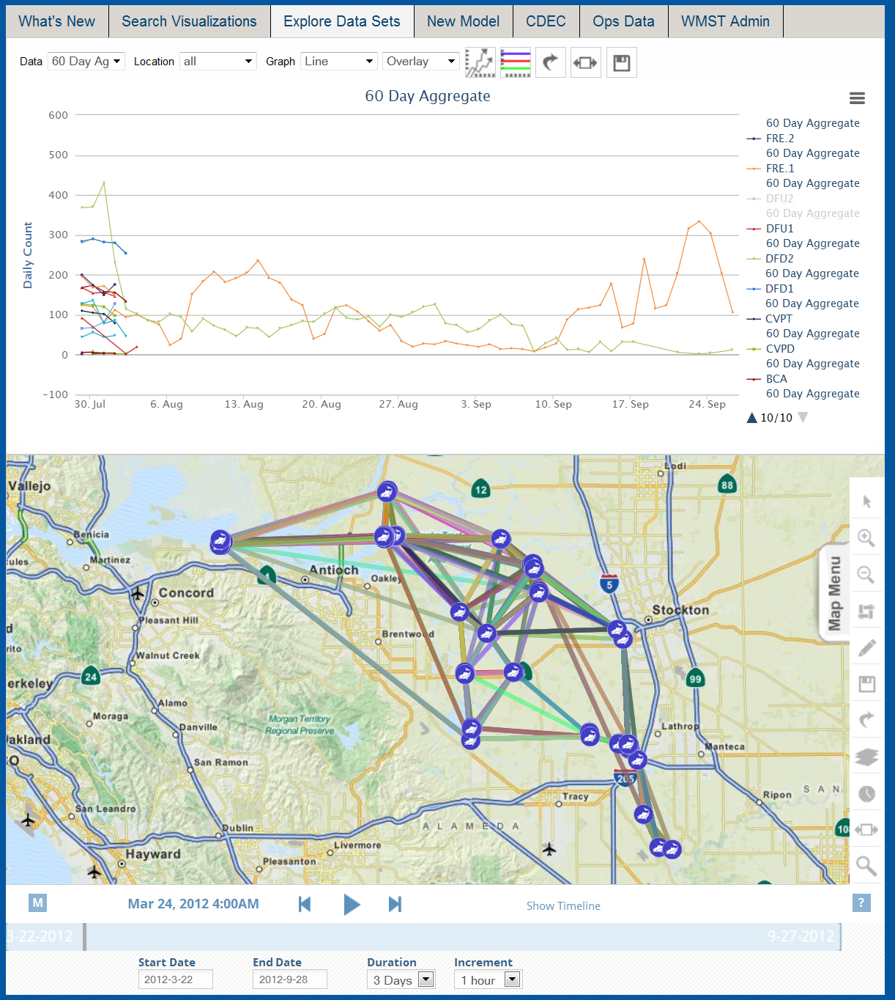 What's New Search Visualizations Explore Data Sets New Model CDEC Ops Data WMST Admin
Data 60 Day Ag Location all Graph Line Overlay
60 Day Aggregate
600
500
400
300
200
100
0
-100
Daily Count
30. Jul 6. Aug 13. Aug 20. Aug 27. Aug 3. Sep 10. Sep 17. Sep 24. Sep
60 Day Aggregate
FRE.2
60 Day Aggregate
FRE.1
60 Day Aggregate
DFU2
60 Day Aggregate
DFU1
60 Day Aggregate
DFD2
60 Day Aggregate
DFD1
60 Day Aggregate
CVPT
60 Day Aggregate
CVPD
60 Day Aggregate
BCA
60 Day Aggregate
10/10
Lodi
Vallejo
12
88
Benicia
ules
Martinez
4
Antioch
Oakley
Concord
5
Stockton
Map Menu
Pleasant Hill
d
Brentwood
rito
Walnut Creek
24
erkeley
99
Alamo
Moraga
Morgan Territory
Regional Preserve
Danville
Lathrop
akland
Manteca
O
San Ramon
205
Tracy
Ripon
S A N
San Leandro
A L A M E D A
Dublin
10
Livermore
Hayward
Pleasanton
M Mar 24, 2012 4:00AM Show Timeline ?
3-22-2012 9-27-2012
Start Date End Date Duration Increment
2012-3-22 2012-9-28 3 Days 1 hour